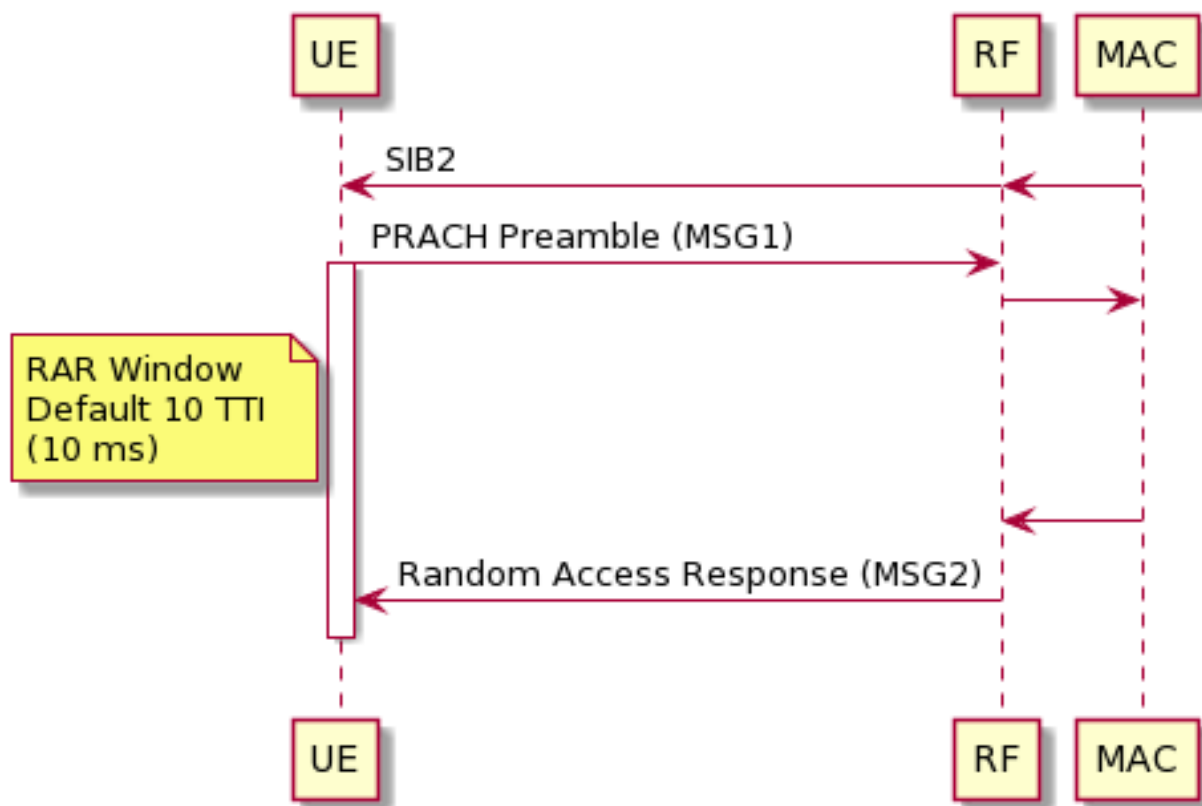 UE
RF
MAC
SIB2
PRACH Preamble (MSG1)
RAR Window
Default 10 TTI
(10 ms)
Random Access Response (MSG2)
UE
RF
MAC